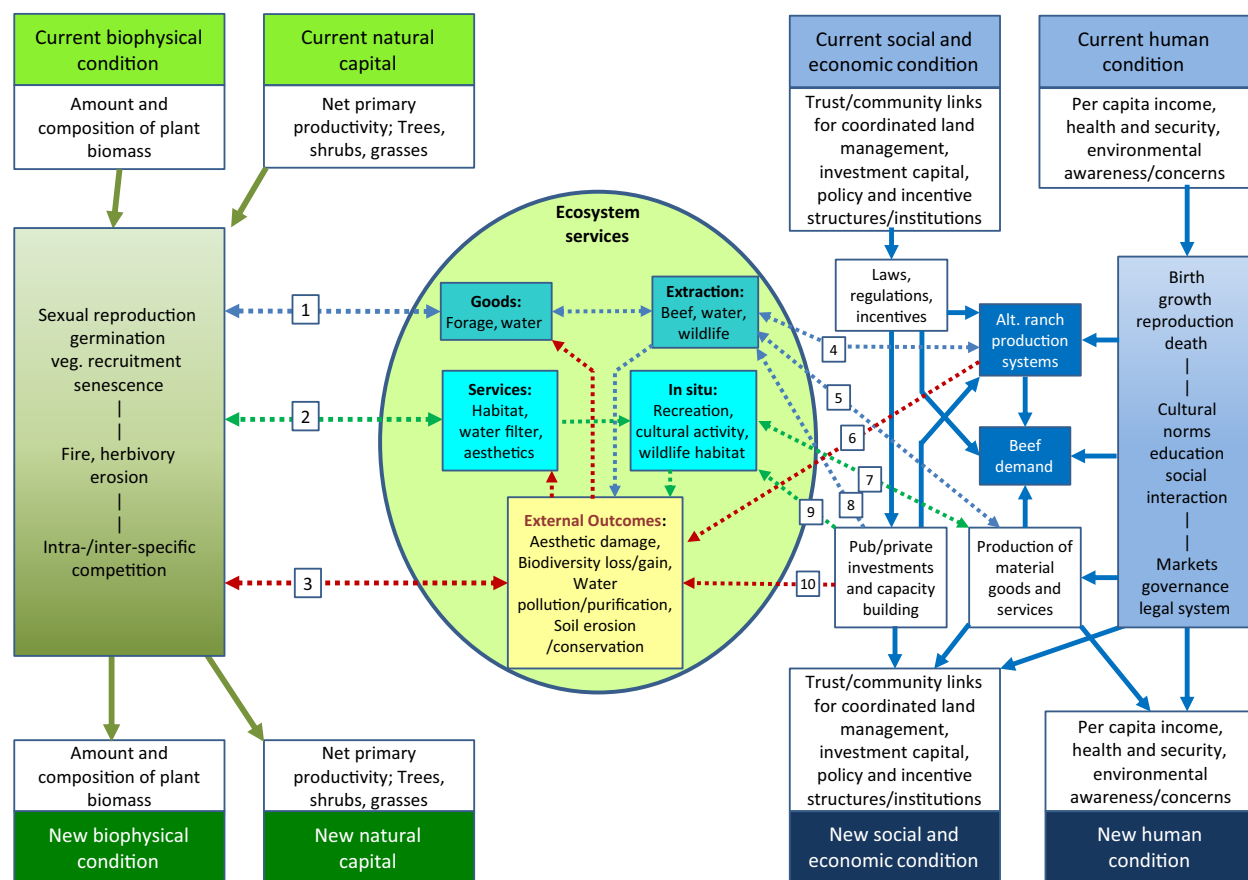 Current biophysical
condition
Amount and
composition of plant
biomass
Current natural
capital
Net primary
productivity; Trees,
shrubs, grasses
Current social and
economic condition
Trust/community links
for coordinated land
management,
investment capital,
policy and incentive
structures/institutions
Current human
condition
Per capita income,
health and security,
environmental
awareness/concerns
Sexual reproduction
germination
veg. recruitment
senescence
|
|
Fire, herbivory
erosion
|
|
Intra-/inter-specific
competition
Ecosystem
services
Goods:
Forage, water
Extraction:
Beef, water,
wildlife
Services:
Habitat,
water filter,
aesthetics
In situ:
Recreation,
cultural activity,
wildlife habitat
External Outcomes:
Aesthetic damage,
Biodiversity loss/gain,
Water
pollution/purification,
Soil erosion
/conservation
1
2
3
4
5
6
7
8
9
10
Laws,
regulations,
incentives
Alt. ranch
production
systems
Beef
demand
Pub/private
investments
and capacity
building
Production of
material
goods and
services
Birth
growth
reproduction
death
|
|
Cultural
norms
education
social
interaction
|
|
Markets
governance
legal system
Amount and
composition of plant
biomass
New biophysical
condition
Net primary
productivity; Trees,
shrubs, grasses
New natural
capital
Trust/community links
for coordinated land
management,
investment capital,
policy and incentive
structures/institutions
New social and
economic condition
Per capita income,
health and security,
environmental
awareness/concerns
New human
condition